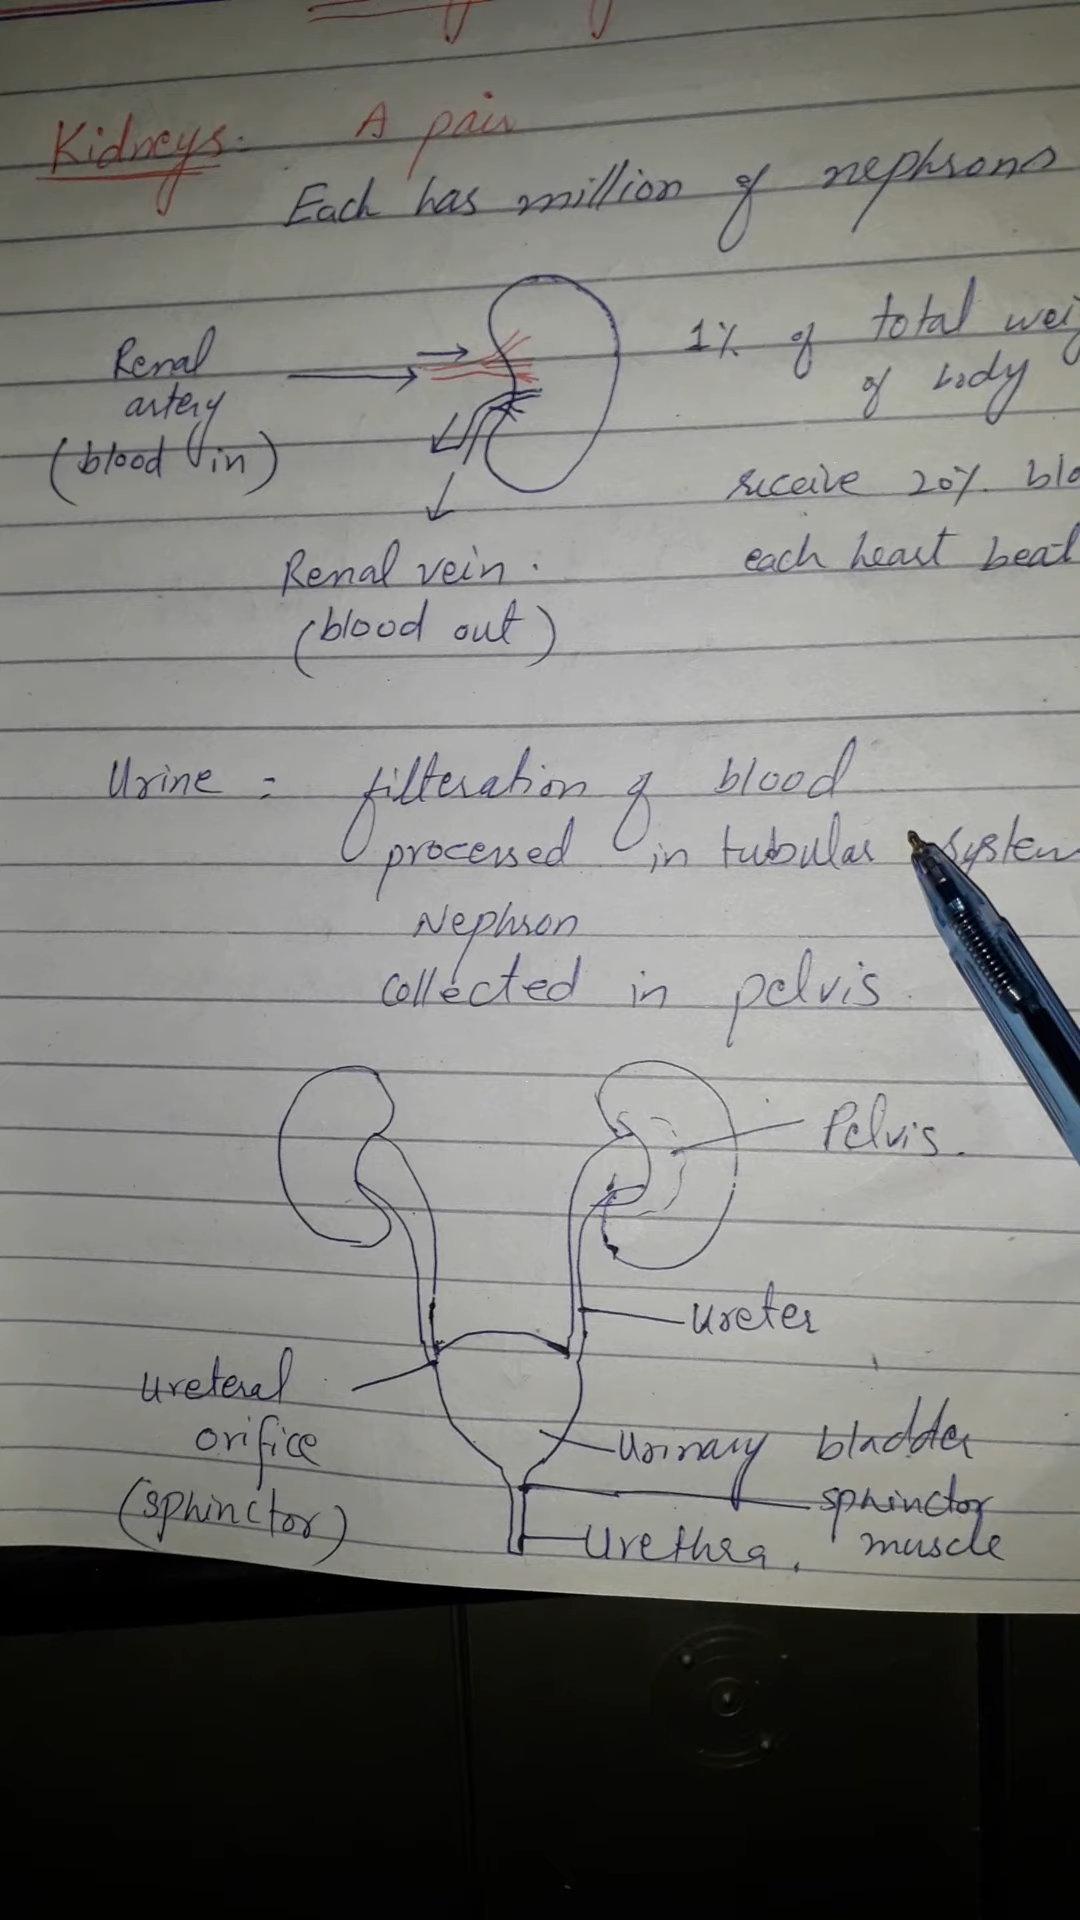 Kidneys: A pair
Each has million of nephrons
Renal
artery
(blood in)
1% of total wei
of body
receive 20% blo
each heart beat
Renal vein.
(blood out)
Urine = filteration of blood
processed in tubular system
Nephron
collected in pelvis.
Pelvis.
Ureter
Ureteral
orifice
(sphinctor)
Urinary bladder
sphinctor
muscle
Urethra.